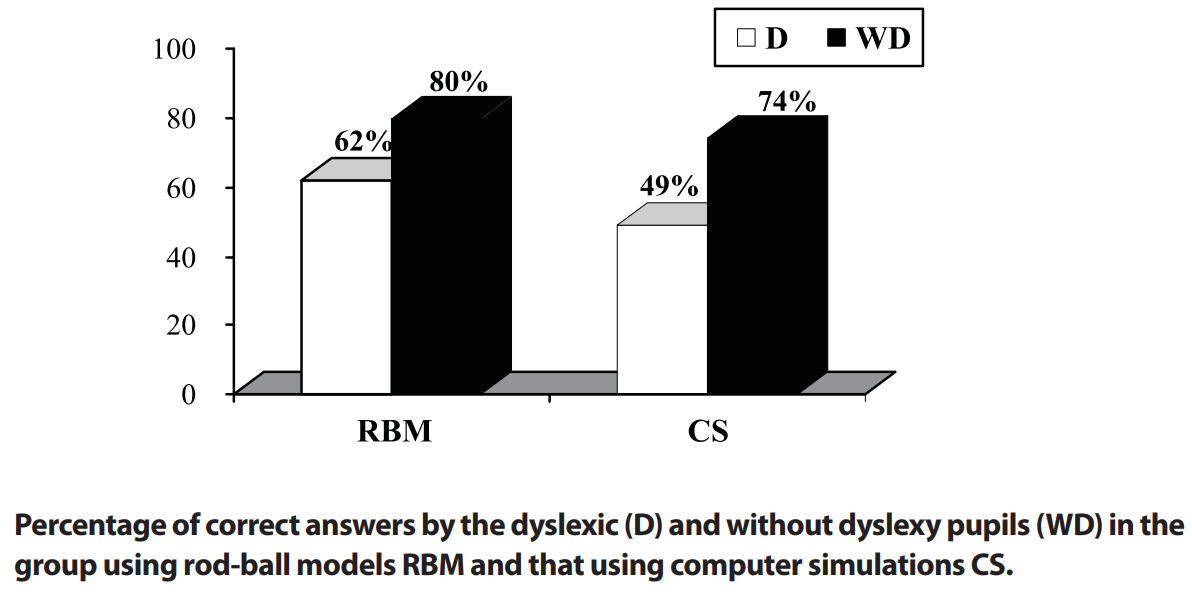 D WD
100
80
60
40
20
0
62%
80%
49%
74%
RBM
CS
Percentage of correct answers by the dyslexic (D) and without dyslexy pupils (WD) in the
group using rod-ball models RBM and that using computer simulations CS.